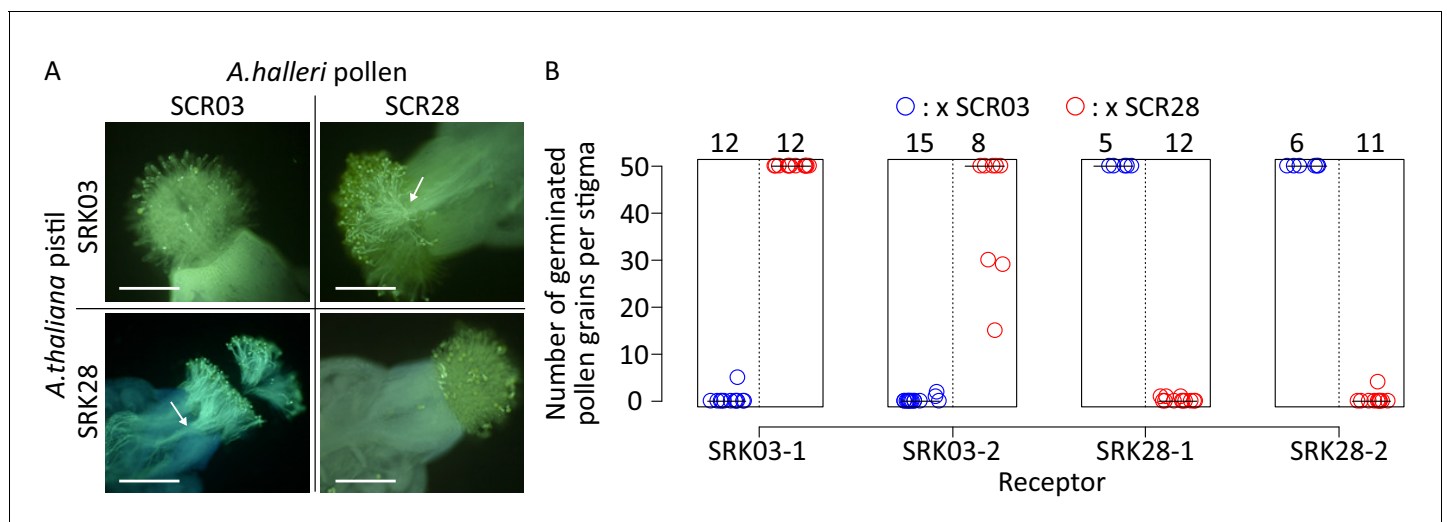 A
A.halleri pollen
SCR03 SCR28
A.thaliana pistil
SRK03
SRK28
B
: x SCR03 : x SCR28
12 12 15 8 5 12 6 11
Number of germinated
pollen grains per stigma
50
40
30
20
10
0
SRK03-1 SRK03-2 SRK28-1 SRK28-2
Receptor